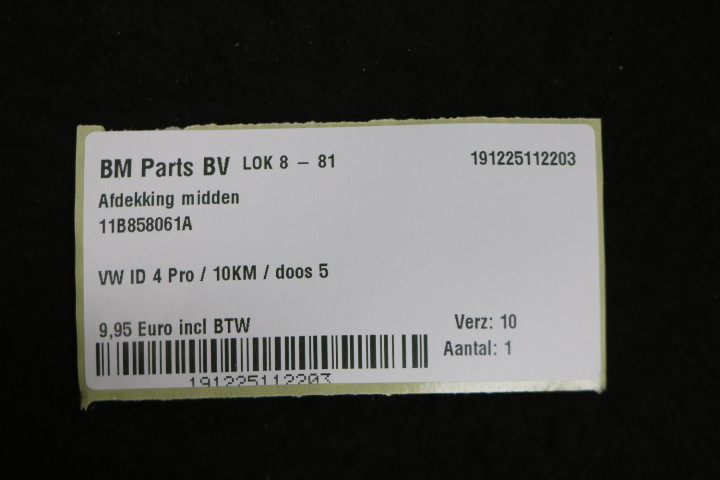 BM Parts BV LOK 8 – 81 191225112203
Afdekking midden
11B858061A
VW ID 4 Pro / 10KM / doos 5
9,95 Euro incl BTW Verz: 10
Aantal: 1
191225112203